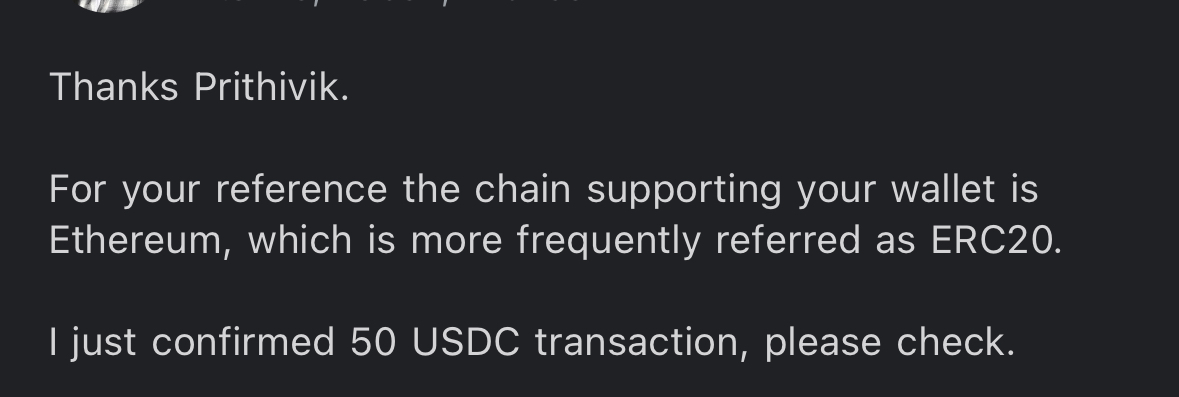 Thanks Prithivik.
For your reference the chain supporting your wallet is
Ethereum, which is more frequently referred as ERC20.
I just confirmed 50 USDC transaction, please check.